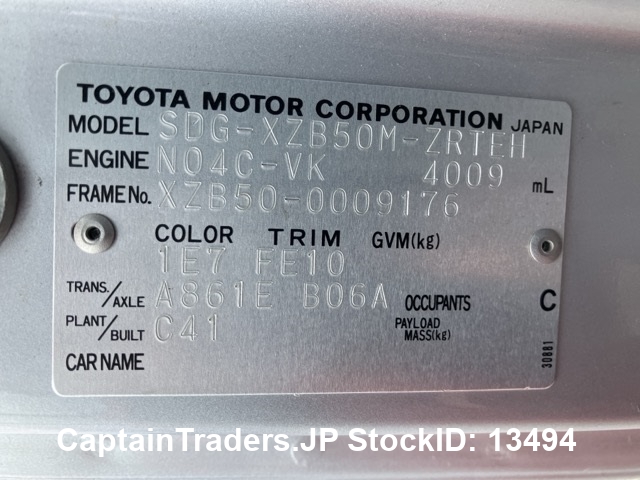 TOYOTA MOTOR CORPORATION JAPAN
MODEL SDG-XZB50M-ZRTEH
ENGINE N04C-VK 4009 mL
FRAME No. XZB50-0009176
COLOR TRIM GVM(kg)
1E7 FE10
TRANS./AXLE A861E B06A OCCUPANTS C
PLANT/BUILT C41 PAYLOAD MASS(kg)
CAR NAME
30881
CaptainTraders.JP StockID: 13494